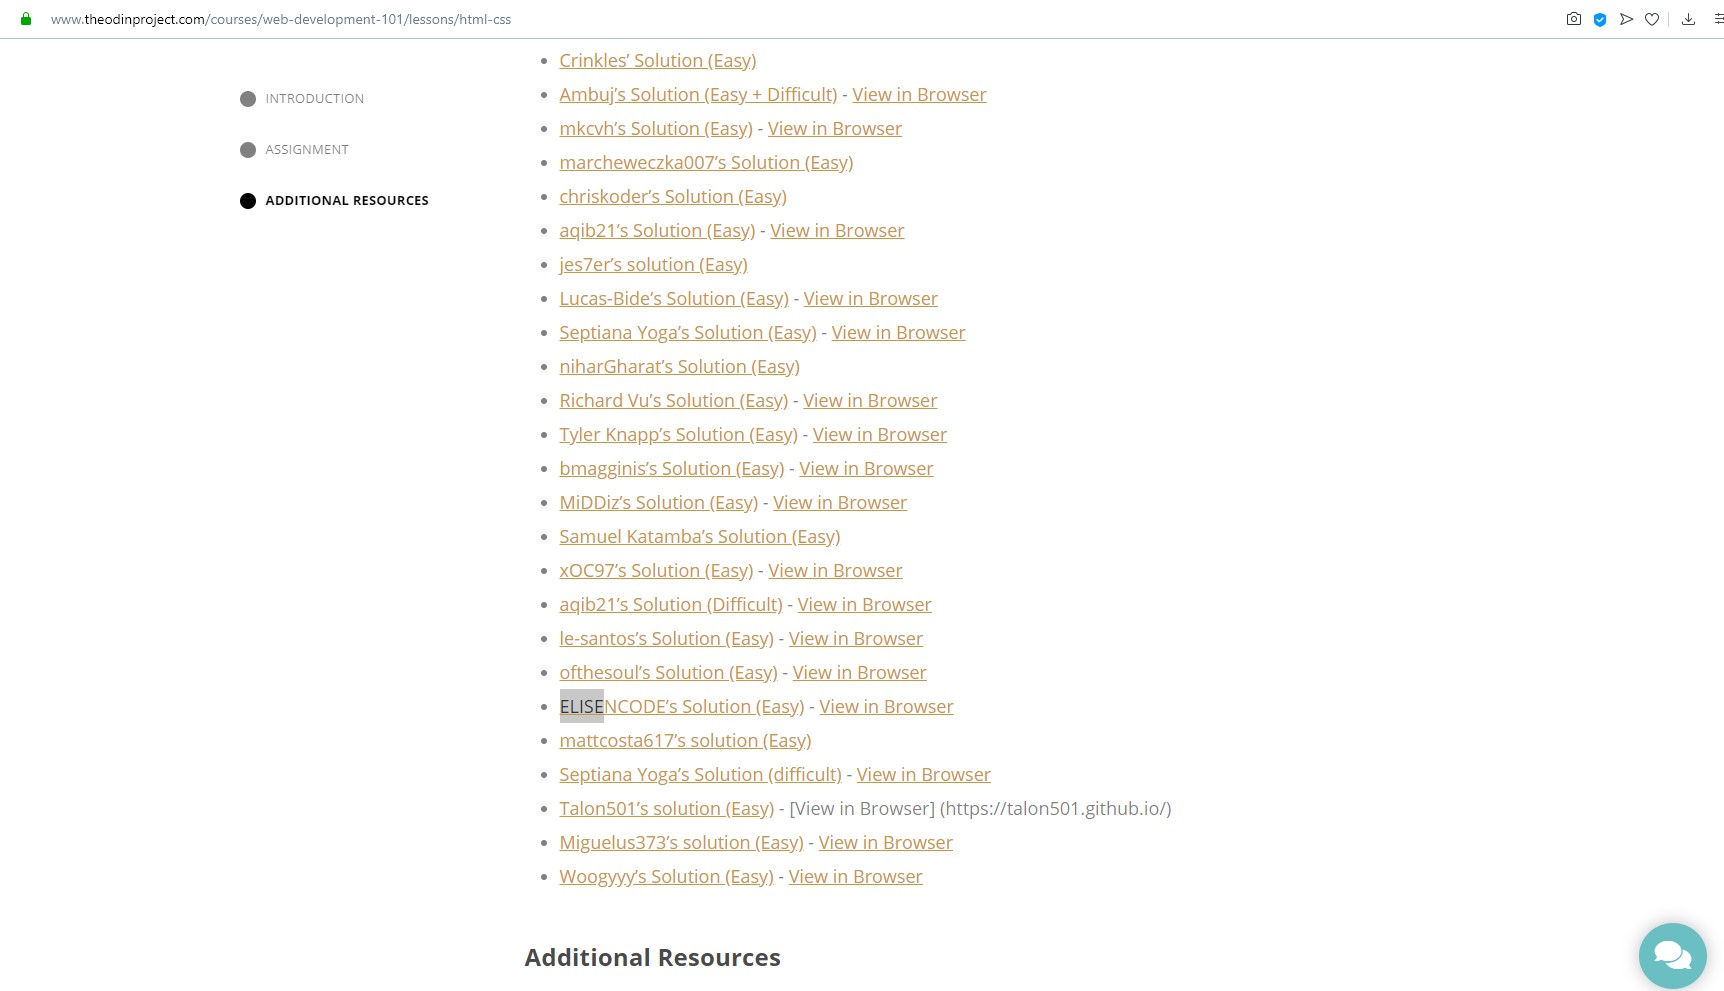 www.theodinproject.com/courses/web-development-101/lessons/html-css
INTRODUCTION
ASSIGNMENT
ADDITIONAL RESOURCES
Crinkles’ Solution (Easy)
Ambuj’s Solution (Easy + Difficult) - View in Browser
mkcvh’s Solution (Easy) - View in Browser
marcheweczka007’s Solution (Easy)
chriskoder’s Solution (Easy)
aqib21’s Solution (Easy) - View in Browser
jes7er’s solution (Easy)
Lucas-Bide’s Solution (Easy) - View in Browser
Septiana Yoga’s Solution (Easy) - View in Browser
niharGharat’s Solution (Easy)
Richard Vu’s Solution (Easy) - View in Browser
Tyler Knapp’s Solution (Easy) - View in Browser
bmagginis’s Solution (Easy) - View in Browser
MiDDiz’s Solution (Easy) - View in Browser
Samuel Katamba’s Solution (Easy)
xOC97’s Solution (Easy) - View in Browser
aqib21’s Solution (Difficult) - View in Browser
le-santos’s Solution (Easy) - View in Browser
ofthesoul’s Solution (Easy) - View in Browser
ELISENCODE’s Solution (Easy) - View in Browser
mattcosta617’s solution (Easy)
Septiana Yoga’s Solution (difficult) - View in Browser
Talon501’s solution (Easy) - [View in Browser] (https://talon501.github.io/)
Miguelus373’s solution (Easy) - View in Browser
Woogyyy’s Solution (Easy) - View in Browser
Additional Resources